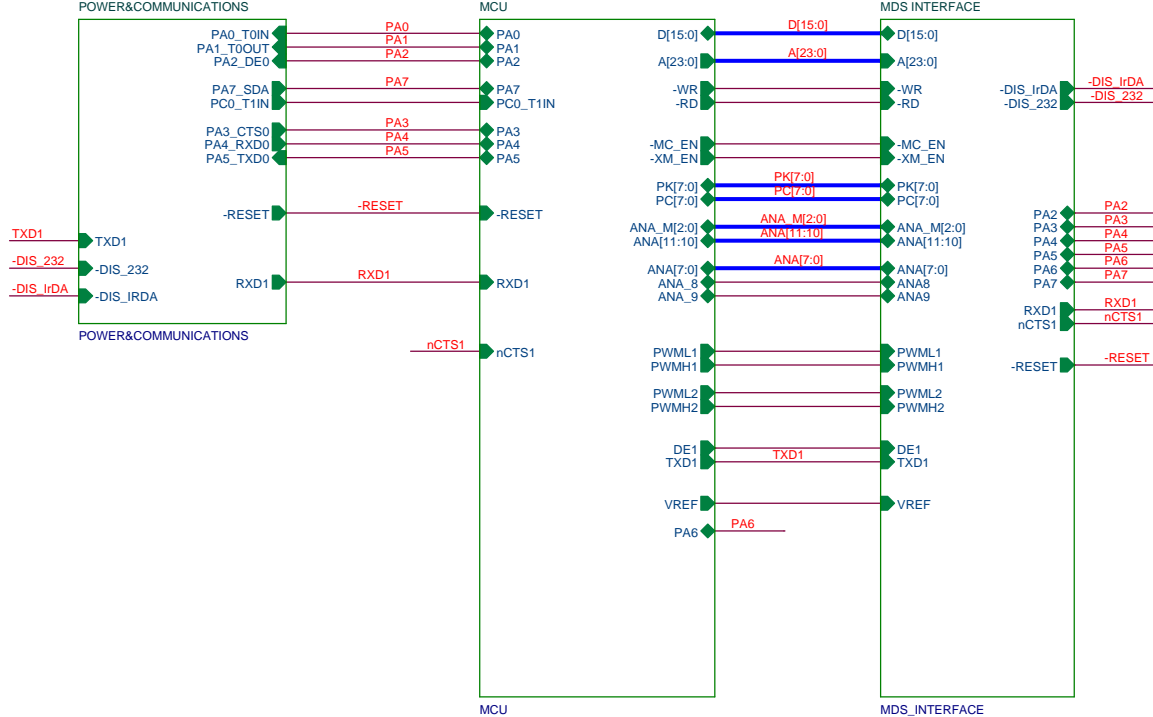 POWER&COMMUNICATIONS
PA0_T0IN
PA1_T0OUT
PA2_DE0
PA7_SDA
PC0_T1IN
PA3_CTS0
PA4_RXD0
PA5_TXD0
-RESET
TXD1
TXD1
-DIS_232
-DIS_232
RXD1
-DIS_IrDA
-DIS_IRDA
POWER&COMMUNICATIONS
PA0
PA1
PA2
PA7
PA3
PA4
PA5
-RESET
RXD1
nCTS1
MCU
PA0
PA1
PA2
PA7
PC0_T1IN
PA3
PA4
PA5
-RESET
RXD1
nCTS1
D[15:0]
A[23:0]
-WR
-RD
-MC_EN
-XM_EN
PK[7:0]
PC[7:0]
ANA_M[2:0]
ANA[11:10]
ANA[7:0]
ANA_8
ANA_9
PWML1
PWMH1
PWML2
PWMH2
DE1
TXD1
VREF
PA6
MCU
D[15:0]
A[23:0]
PK[7:0]
PC[7:0]
ANA_M[2:0]
ANA[11:10]
ANA[7:0]
TXD1
PA6
MDS INTERFACE
D[15:0]
A[23:0]
-WR
-RD
-MC_EN
-XM_EN
PK[7:0]
PC[7:0]
ANA_M[2:0]
ANA[11:10]
ANA[7:0]
ANA8
ANA9
PWML1
PWMH1
PWML2
PWMH2
DE1
TXD1
VREF
-DIS_IrDA
-DIS_232
PA2
PA3
PA4
PA5
PA6
PA7
RXD1
nCTS1
-RESET
MDS_INTERFACE
-DIS_IrDA
-DIS_232
PA2
PA3
PA4
PA5
PA6
PA7
RXD1
nCTS1
-RESET